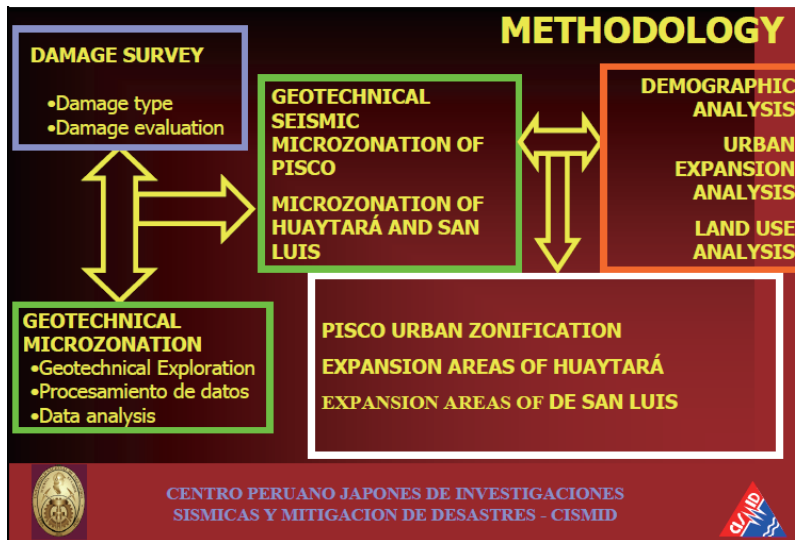 METHODOLOGY
DAMAGE SURVEY
•Damage type
•Damage evaluation
GEOTECHNICAL
SEISMIC
MICROZONATION OF
PISCO
MICROZONATION OF
HUAYTARÁ AND SAN
LUIS
DEMOGRAPHIC
ANALYSIS
URBAN
EXPANSION
ANALYSIS
LAND USE
ANALYSIS
GEOTECHNICAL
MICROZONATION
•Geotechnical Exploration
•Procesamiento de datos
•Data analysis
PISCO URBAN ZONIFICATION
EXPANSION AREAS OF HUAYTARÁ
EXPANSION AREAS OF DE SAN LUIS
CENTRO PERUANO JAPONES DE INVESTIGACIONES
SISMICAS Y MITIGACION DE DESASTRES - CISMID
CISMID